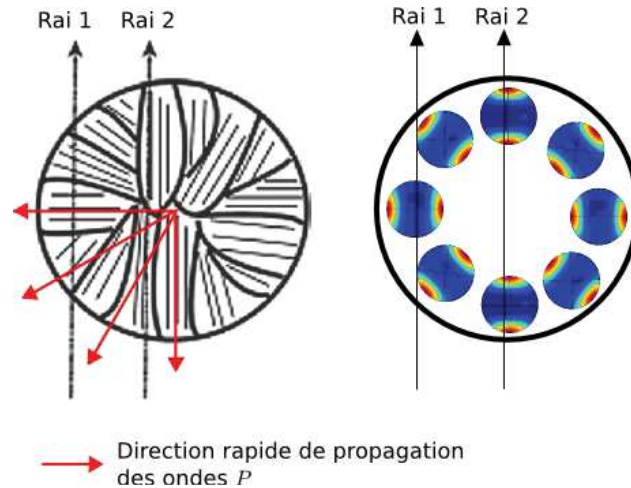 Rai 1 Rai 2
Rai 1 Rai 2
Direction rapide de propagation
des ondes P